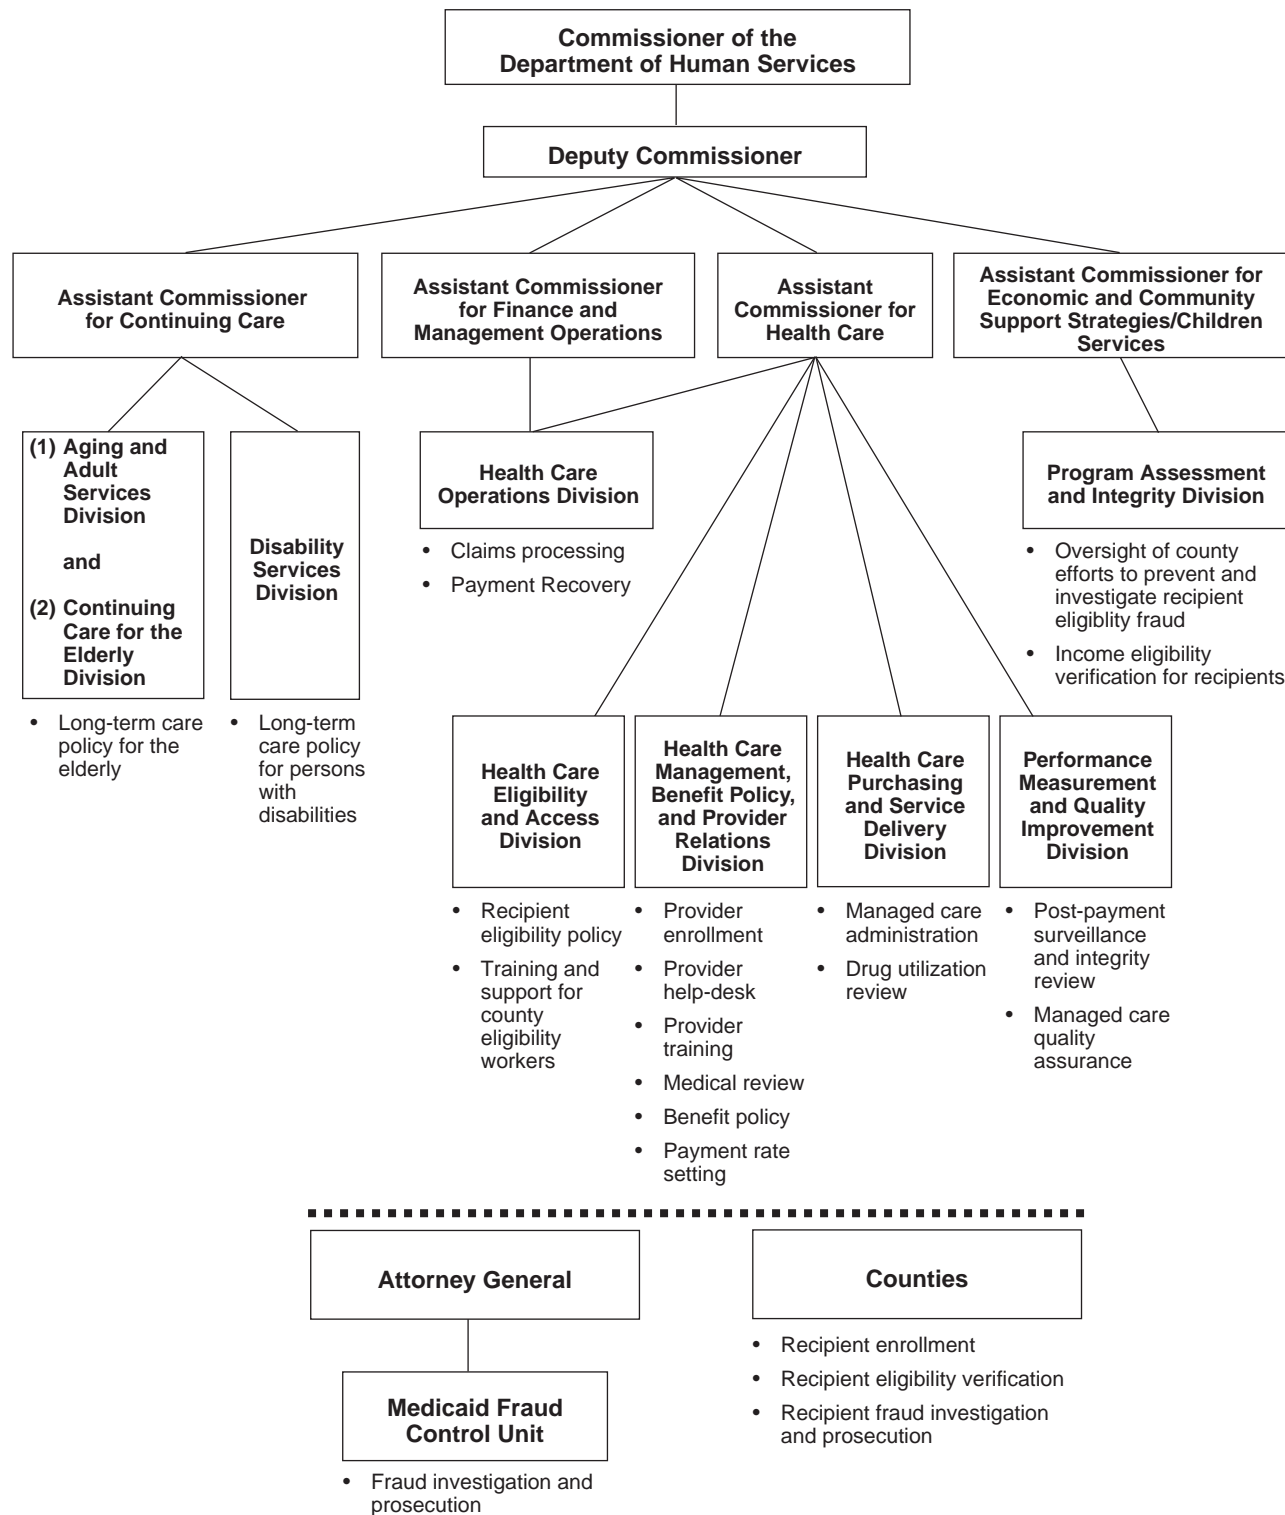 Commissioner of the
Department of Human Services
Deputy Commissioner
Assistant Commissioner
for Continuing Care
Assistant Commissioner
for Finance and
Management Operations
Assistant
Commissioner for
Health Care
Assistant Commissioner for
Economic and Community
Support Strategies/Children
Services
(1) Aging and
Adult
Services
Division
and
(2) Continuing
Care for the
Elderly
Division
• Long-term care
policy for the
elderly
Disability
Services
Division
• Long-term
care policy
for persons
with
disabilities
Health Care
Operations Division
• Claims processing
• Payment Recovery
Program Assessment
and Integrity Division
• Oversight of county
efforts to prevent and
investigate recipient
eligiblity fraud
• Income eligibility
verification for recipients
Health Care
Eligibility
and Access
Division
• Recipient
eligibility policy
• Training and
support for
county
eligibility
workers
Health Care
Management,
Benefit Policy,
and Provider
Relations
Division
• Provider
enrollment
• Provider
help-desk
• Provider
training
• Medical review
• Benefit policy
• Payment rate
setting
Health Care
Purchasing
and Service
Delivery
Division
• Managed care
administration
• Drug utilization
review
Performance
Measurement
and Quality
Improvement
Division
• Post-payment
surveillance
and integrity
review
• Managed care
quality
assurance
Attorney General
Medicaid Fraud
Control Unit
• Fraud investigation and
prosecution
Counties
• Recipient enrollment
• Recipient eligibility verification
• Recipient fraud investigation
and prosecution